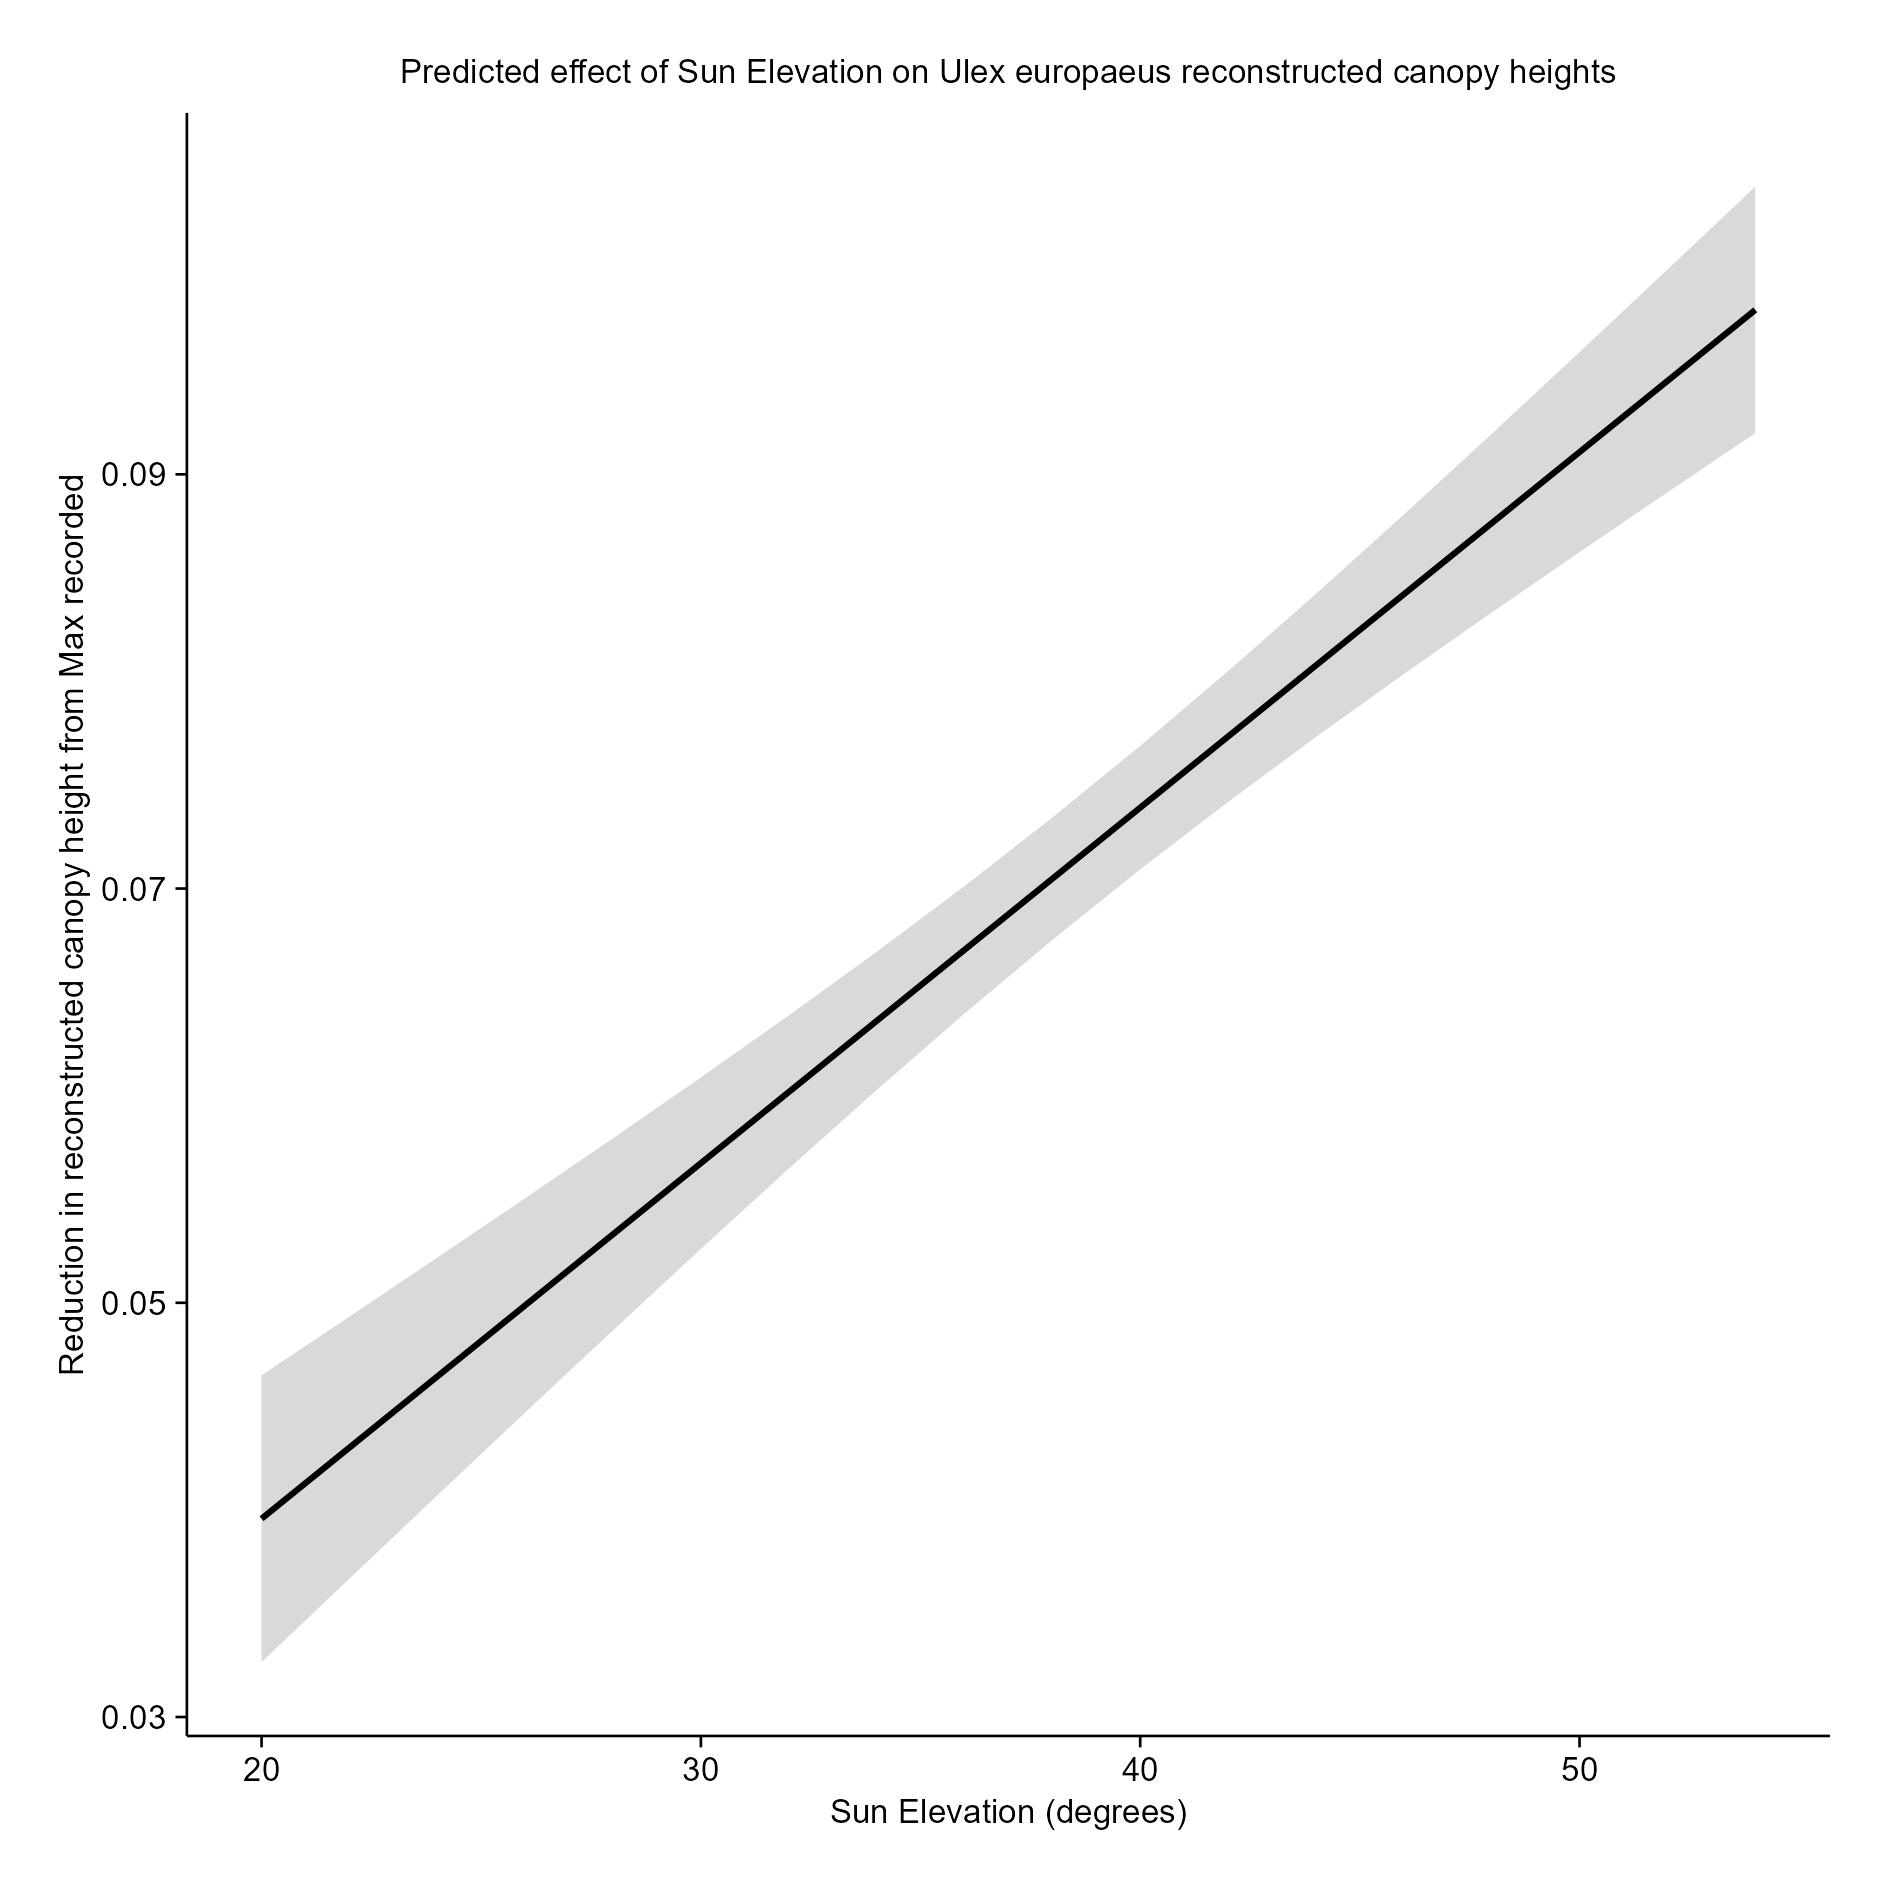 Predicted effect of Sun Elevation on Ulex europaeus reconstructed canopy heights
Reduction in reconstructed canopy height from Max recorded
0.09
0.07
0.05
0.03
20
30
40
50
Sun Elevation (degrees)